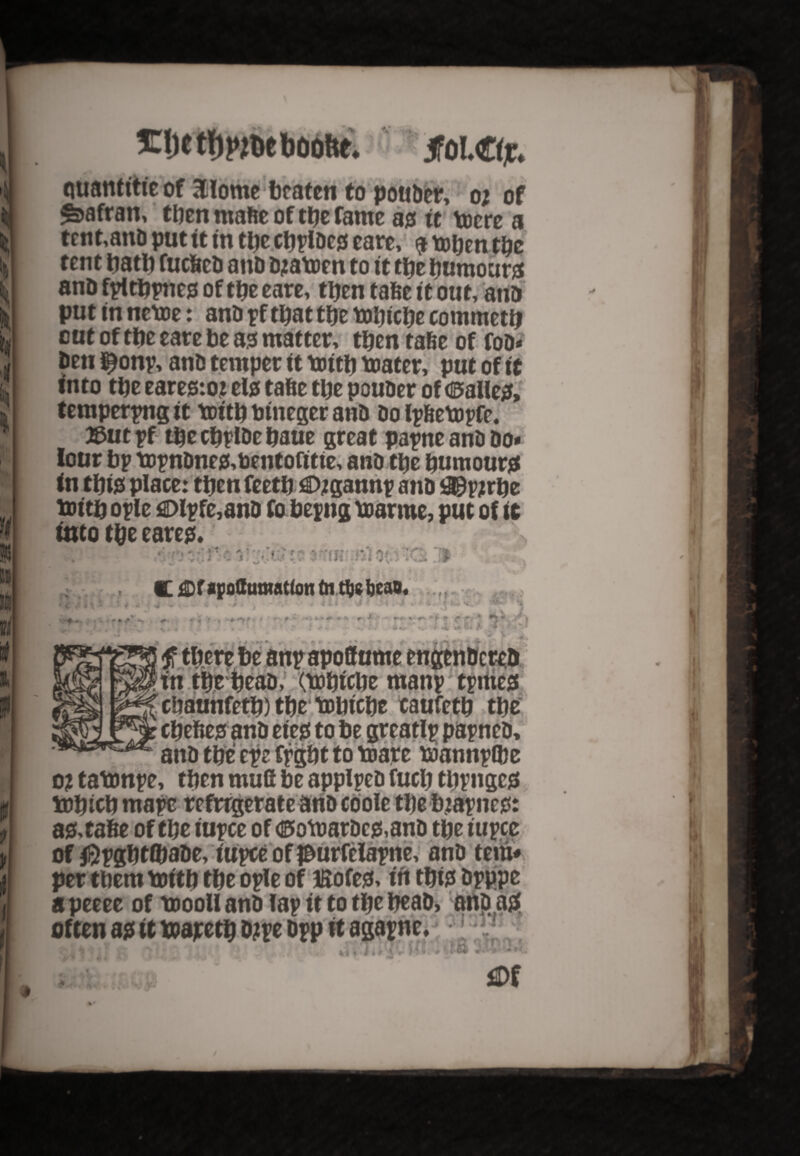 The thyrde booke. Fol.Cix.
quantitie of Alome beaten to pouder, or of
Safran, then make of the same as it were a
tent,and put it in the chyldes eare, & when the
tent hath sucked and drawen to it the humours
and fylthynes of the eare, then take it out, and
put in newe: and yf that the whiche commeth
out of the eare be as matter, then take of sod-
den Hony, and temper it with water, put of it
into the eares:or els take the pouder of Galles,
temperyng it with vineger and do lykewyse.
But yf the chylde haue great payne and do-
lour by wyndnes,ventositie, and the humours
in this place: then seeth Organny and Myrrhe
with oyle Olyse,and so beyng warme, put of it
into the eares.
❡ Of apostumation in the head.
If there be any apostume engendered
in the head, (whiche many tymes
chaunseth) the whiche causeth the
chekes and eies to be greatly payned,
and the eye syght to ware wannyshe
or tawnye, then must be applyed such thynges
which maye refrigerate and coole the braynes:
as,take of the iuyce of Gowardes,and the iuyce
of Nyghtshade, iuyce of Purselayne, and tem-
per them with the oyle of Roses, in this dyppe
a peece of wooll and lap it to the head, and as
often as it waxeth drye dyp it agayne.
Of